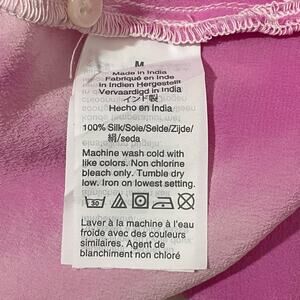 M
Made in India
Fabriqué en Inde
In Indien Hergestellt
Vervaardigd in India
インド製
Hecho en India
100% Silk/Soie/Seide/Zijde/
絹/seda
Machine wash cold with
like colors. Non chlorine
bleach only. Tumble dry
low. Iron on lowest setting.
30
Laver à la machine à l'eau
froide avec des couleurs
similaires. Agent de
blanchiment non chloré